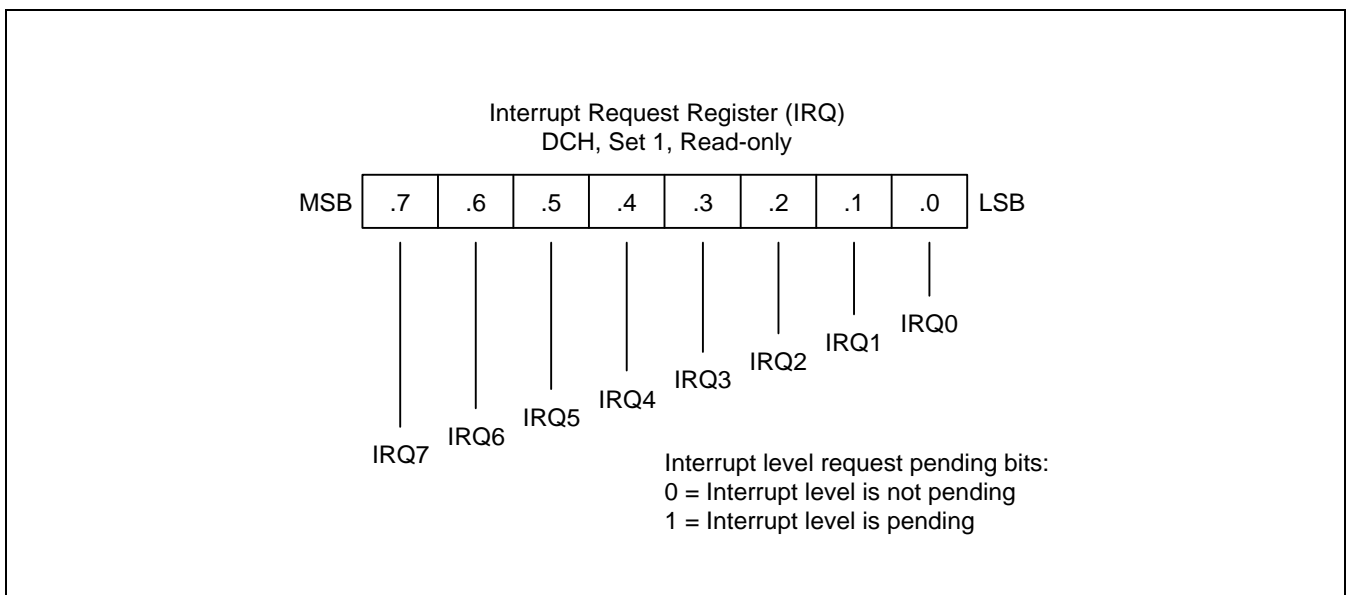 Interrupt Request Register (IRQ)
DCH, Set 1, Read-only
MSB .7 .6 .5 .4 .3 .2 .1 .0 LSB
IRQ0
IRQ1
IRQ2
IRQ3
IRQ4
IRQ5
IRQ6
IRQ7
Interrupt level request pending bits:
0 = Interrupt level is not pending
1 = Interrupt level is pending